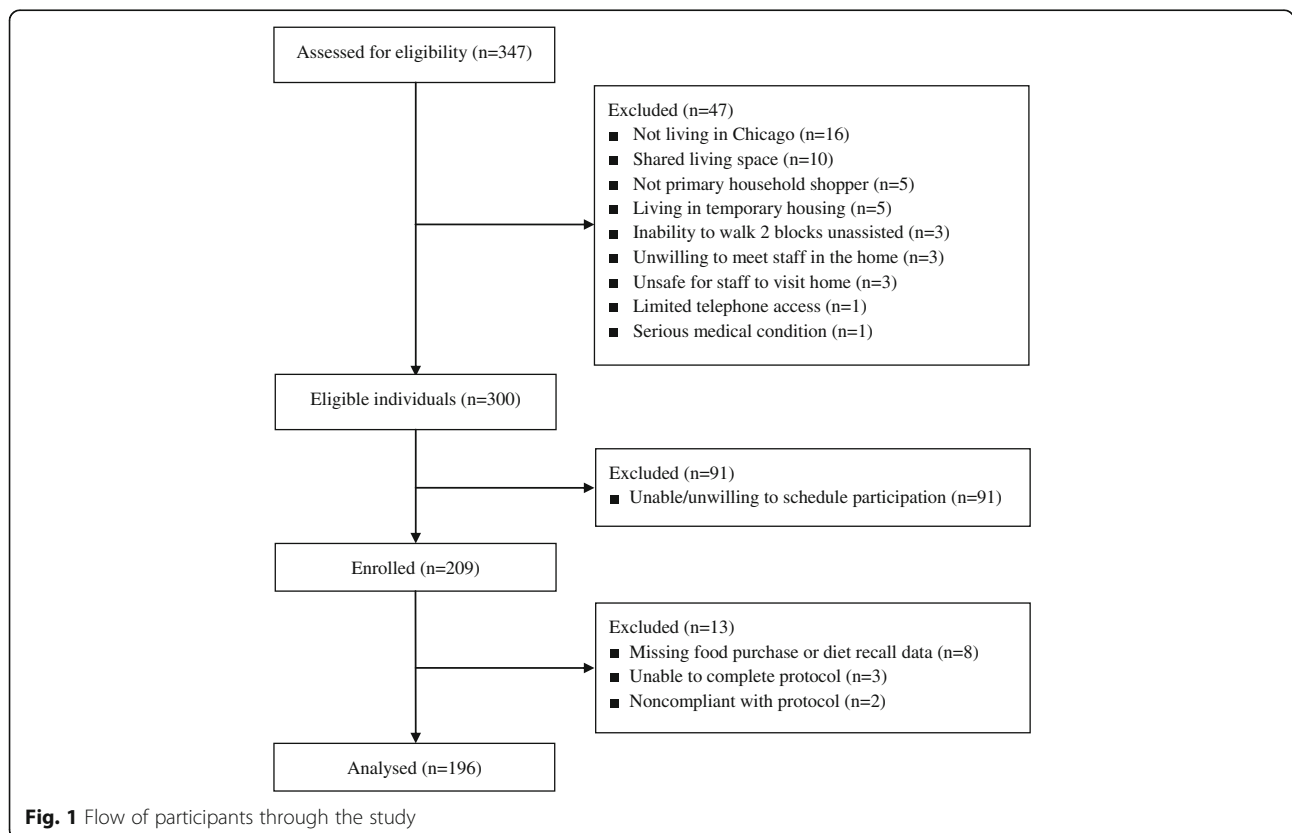 Assessed for eligibility (n=347)
Excluded (n=47)
■ Not living in Chicago (n=16)
■ Shared living space (n=10)
■ Not primary household shopper (n=5)
■ Living in temporary housing (n=5)
■ Inability to walk 2 blocks unassisted (n=3)
■ Unwilling to meet staff in the home (n=3)
■ Unsafe for staff to visit home (n=3)
■ Limited telephone access (n=1)
■ Serious medical condition (n=1)
Eligible individuals (n=300)
Excluded (n=91)
■ Unable/unwilling to schedule participation (n=91)
Enrolled (n=209)
Excluded (n=13)
■ Missing food purchase or diet recall data (n=8)
■ Unable to complete protocol (n=3)
■ Noncompliant with protocol (n=2)
Analysed (n=196)
Fig. 1 Flow of participants through the study